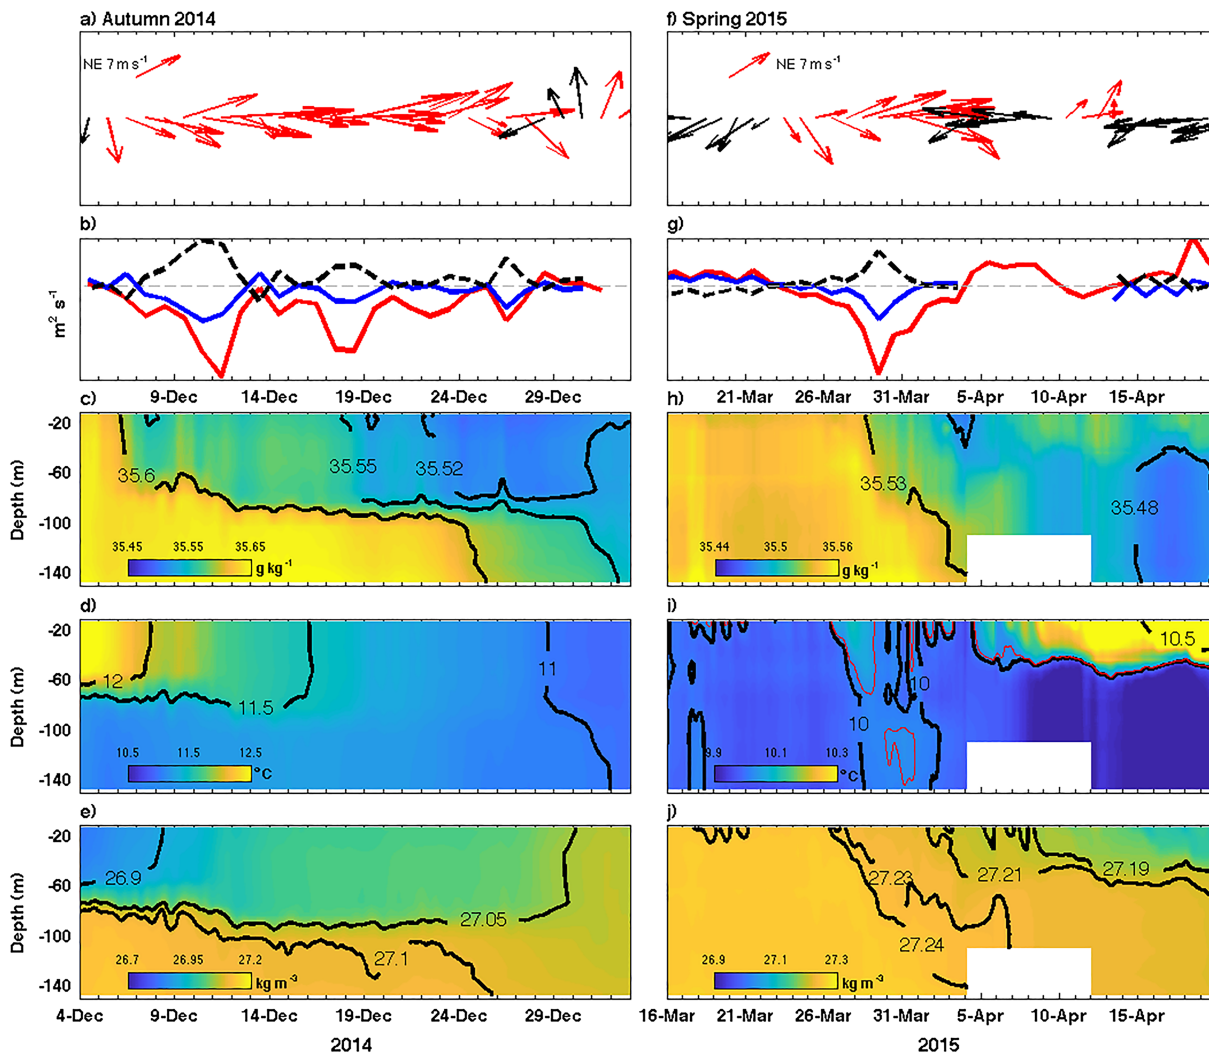 a) Autumn 2014
NE 7 m s⁻¹
b)
m² s⁻¹
9-Dec 14-Dec 19-Dec 24-Dec 29-Dec
c)
Depth (m)
-20
-60
-100
-140
35.6 35.55 35.52
35.45 35.55 35.65
g kg⁻¹
d)
Depth (m)
-20
-60
-100
-140
12 11.5 11
10.5 11.5 12.5
°C
e)
Depth (m)
-20
-60
-100
-140
26.9 27.05 27.1
26.7 26.95 27.2
kg m⁻³
4-Dec 9-Dec 14-Dec 19-Dec 24-Dec 29-Dec
2014
f) Spring 2015
NE 7 m s⁻¹
g)
21-Mar 26-Mar 31-Mar 5-Apr 10-Apr 15-Apr
h)
35.53 35.48
35.44 35.5 35.56
g kg⁻¹
i)
10.5
10
10
9.9 10.1 10.3
°C
j)
27.23 27.21 27.19
27.24
26.9 27.1 27.3
kg m⁻³
16-Mar 21-Mar 26-Mar 31-Mar 5-Apr 10-Apr 15-Apr
2015